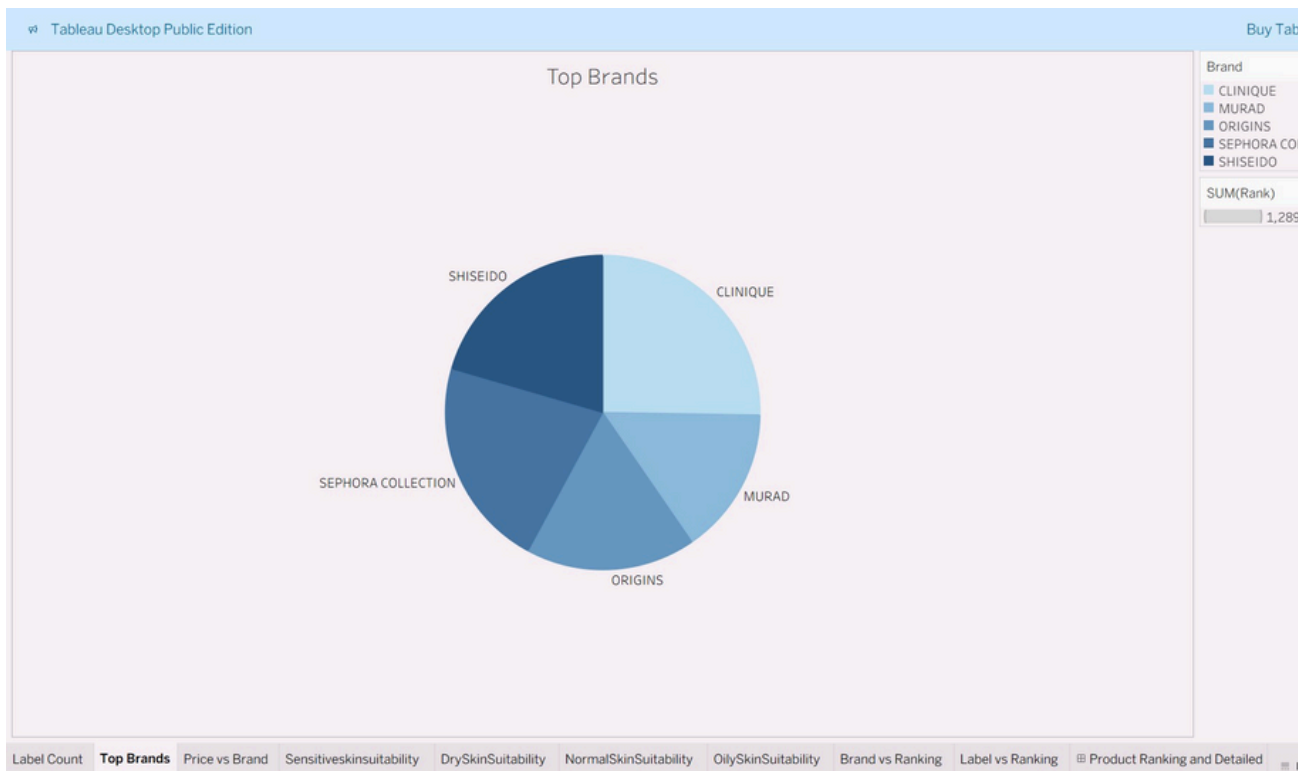 Tableau Desktop Public Edition
Buy Tab
Top Brands
Brand
CLINIQUE
MURAD
ORIGINS
SEPHORA CO
SHISEIDO
SUM(Rank)
1,289
SHISEIDO
CLINIQUE
SEPHORA COLLECTION
MURAD
ORIGINS
Label Count Top Brands Price vs Brand Sensitiveskinsuitability DrySkinSuitability NormalSkinSuitability OilySkinSuitability Brand vs Ranking Label vs Ranking Product Ranking and Detailed